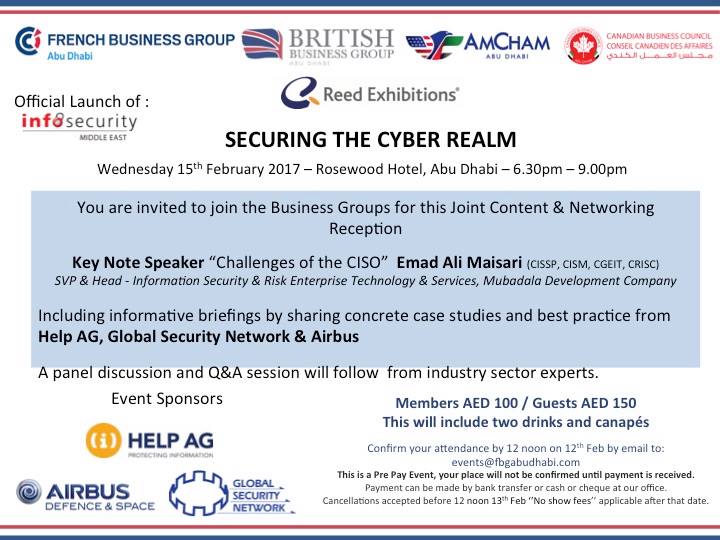 FRENCH BUSINESS GROUP
Abu Dhabi
BRITISH
BUSINESS GROUP
ABU DHABI
AMCHAM
ABU DHABI
CANADIAN BUSINESS COUNCIL
CONSEIL CANADIEN DES AFFAIRES
مجلس العمل الكندي
Reed Exhibitions®
Official Launch of :
infosecurity
MIDDLE EAST
SECURING THE CYBER REALM
Wednesday 15th February 2017 – Rosewood Hotel, Abu Dhabi – 6.30pm – 9.00pm
You are invited to join the Business Groups for this Joint Content & Networking
Reception
Key Note Speaker “Challenges of the CISO” Emad Ali Maisari (CISSP, CISM, CGEIT, CRISC)
SVP & Head - Information Security & Risk Enterprise Technology & Services, Mubadala Development Company
Including informative briefings by sharing concrete case studies and best practice from
Help AG, Global Security Network & Airbus
A panel discussion and Q&A session will follow from industry sector experts.
Event Sponsors
HELP AG
PROTECTING INFORMATION
AIRBUS
DEFENCE & SPACE
GLOBAL
SECURITY
NETWORK
Members AED 100 / Guests AED 150
This will include two drinks and canapés
Confirm your attendance by 12 noon on 12th Feb by email to:
events@fbgabudhabi.com
This is a Pre Pay Event, your place will not be confirmed until payment is received.
Payment can be made by bank transfer or cash or cheque at our office.
Cancellations accepted before 12 noon 13th Feb ‘’No show fees’’ applicable after that date.